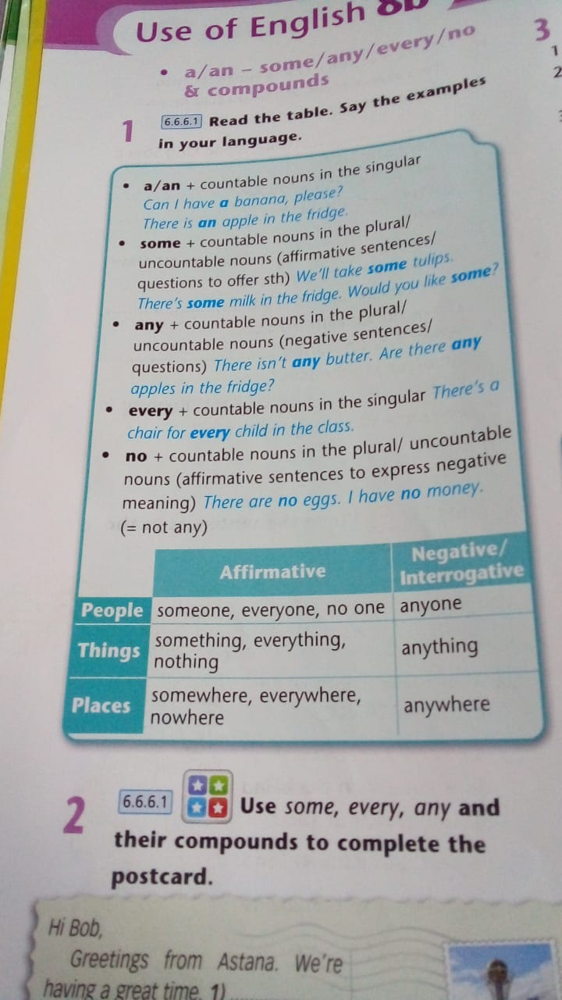 Use of English 8b
• a/an – some/any/every/no
& compounds
1 6.6.6.1 Read the table. Say the examples
in your language.
• a/an + countable nouns in the singular
Can I have a banana, please?
There is an apple in the fridge.
• some + countable nouns in the plural/
uncountable nouns (affirmative sentences/
questions to offer sth) We'll take some tulips.
There's some milk in the fridge. Would you like some?
• any + countable nouns in the plural/
uncountable nouns (negative sentences/
questions) There isn't any butter. Are there any
apples in the fridge?
• every + countable nouns in the singular There's a
chair for every child in the class.
• no + countable nouns in the plural/ uncountable
nouns (affirmative sentences to express negative
meaning) There are no eggs. I have no money.
(= not any)
Affirmative
Negative/
Interrogative
People someone, everyone, no one anyone
Things something, everything,
nothing
anything
Places somewhere, everywhere,
nowhere
anywhere
2 6.6.6.1 Use some, every, any and
their compounds to complete the
postcard.
Hi Bob,
Greetings from Astana. We're
having a great time. 1)
3
1
2